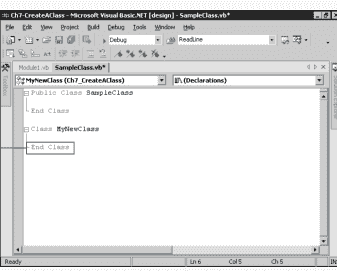 Ch7-CreateAClass - Microsoft Visual Basic.NET [design] - SampleClass.vb*
File Edit View Project Build Debug Tools Window Help
Debug ReadLine
Module1.vb SampleClass.vb*
MyNewClass (Ch7_CreateAClass) (Declarations)
Public Class SampleClass
End Class
Class MyNewClass
End Class
Ready Ln 6 Col 5 Ch 5 IN